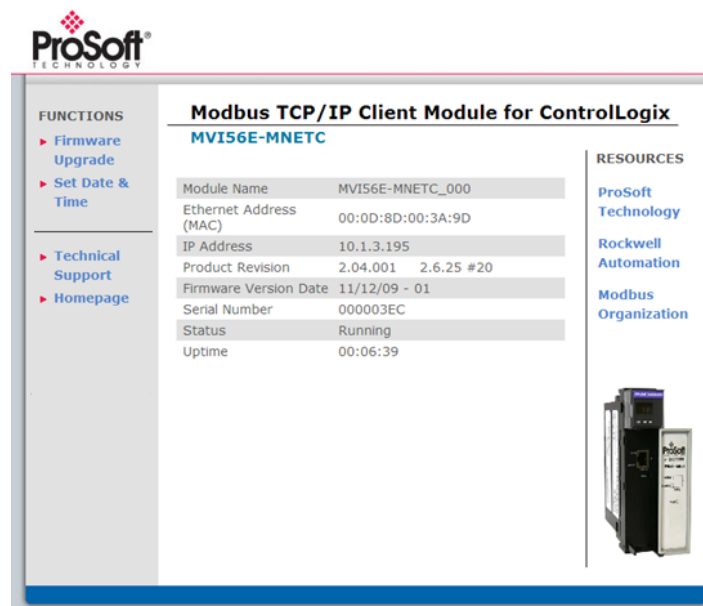 ProSoft®
TECHNOLOGY
Modbus TCP/IP Client Module for ControlLogix
MVI56E-MNETC
FUNCTIONS
Firmware
Upgrade
Set Date &
Time
Technical
Support
Homepage
Module Name MVI56E-MNETC_000
Ethernet Address
(MAC) 00:0D:8D:00:3A:9D
IP Address 10.1.3.195
Product Revision 2.04.001 2.6.25 #20
Firmware Version Date 11/12/09 - 01
Serial Number 000003EC
Status Running
Uptime 00:06:39
RESOURCES
ProSoft
Technology
Rockwell
Automation
Modbus
Organization
ProSoft